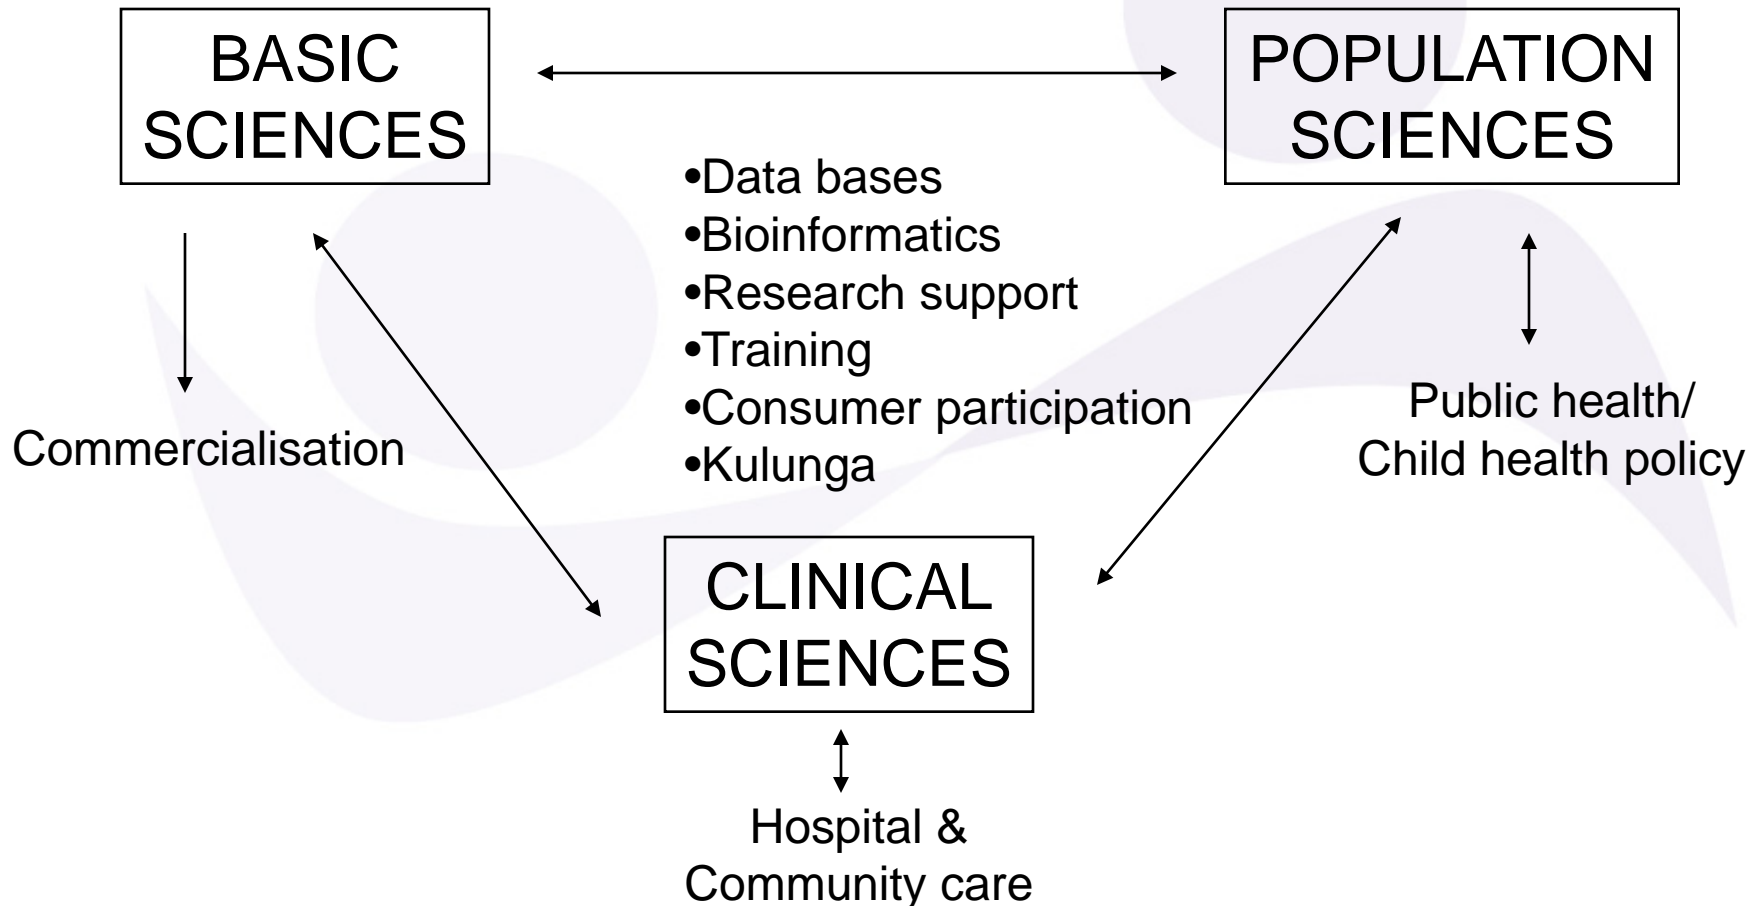 BASIC
SCIENCES
POPULATION
SCIENCES
•Data bases
•Bioinformatics
•Research support
•Training
•Consumer participation
•Kulunga
Commercialisation
Public health/
Child health policy
CLINICAL
SCIENCES
Hospital &
Community care